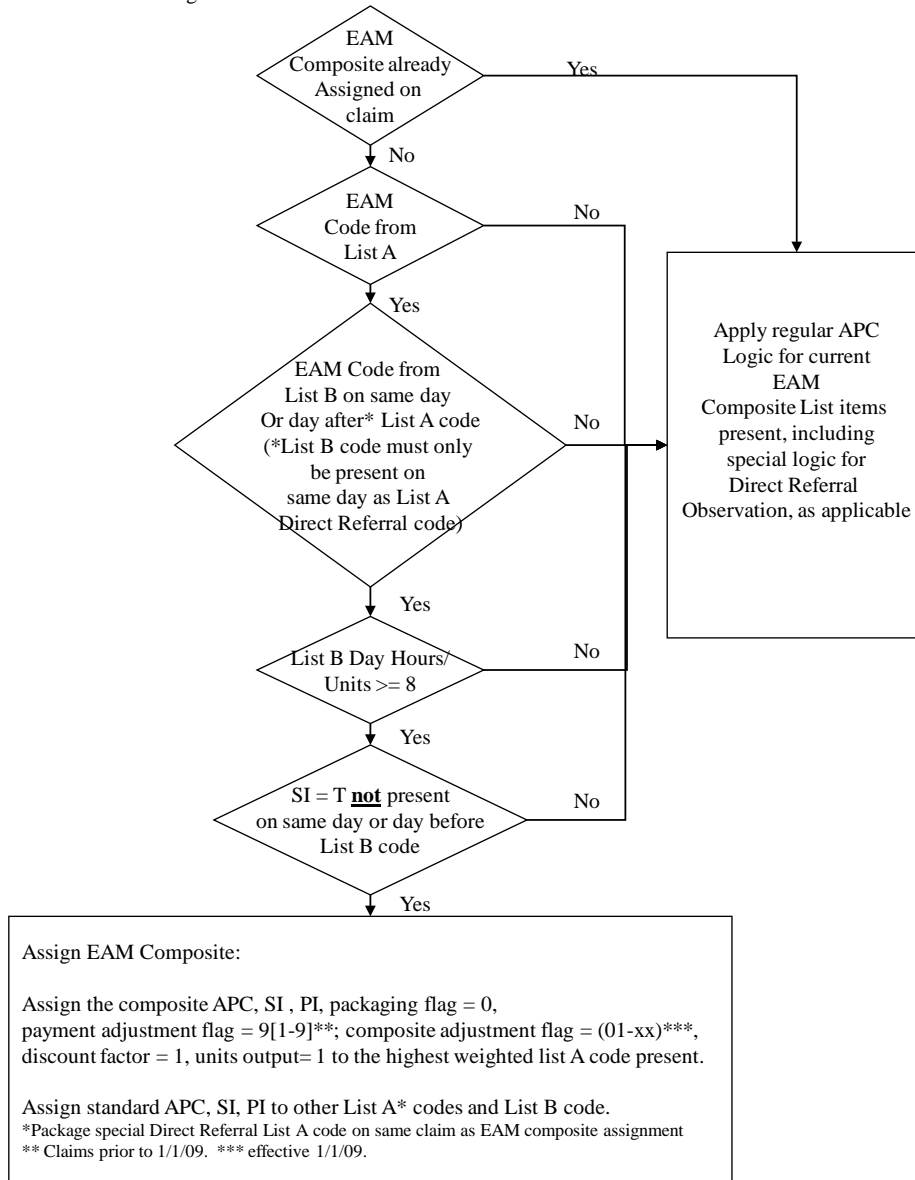 EAM
Composite already
Assigned on
claim
Yes
No
EAM
Code from
List A
No
Yes
EAM Code from
List B on same day
Or day after* List A code
(*List B code must only
be present on
same day as List A
Direct Referral code)
No
Apply regular APC
Logic for current
EAM
Composite List items
present, including
special logic for
Direct Referral
Observation, as applicable
Yes
List B Day Hours/
Units >= 8
No
Yes
SI = T not present
on same day or day before
List B code
No
Yes
Assign EAM Composite:
Assign the composite APC, SI , PI, packaging flag = 0,
payment adjustment flag = 9[1-9]**; composite adjustment flag = (01-xx)***,
discount factor = 1, units output= 1 to the highest weighted list A code present.
Assign standard APC, SI, PI to other List A* codes and List B code.
*Package special Direct Referral List A code on same claim as EAM composite assignment
** Claims prior to 1/1/09. *** effective 1/1/09.